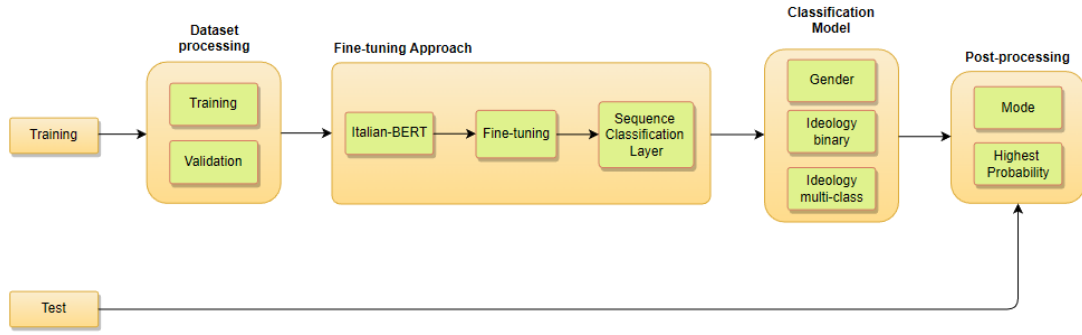 Dataset
processing
Fine-tuning Approach
Classification
Model
Post-processing
Training
Training
Validation
Italian-BERT
Fine-tuning
Sequence
Classification
Layer
Gender
Ideology
binary
Ideology
multi-class
Mode
Highest
Probability
Test